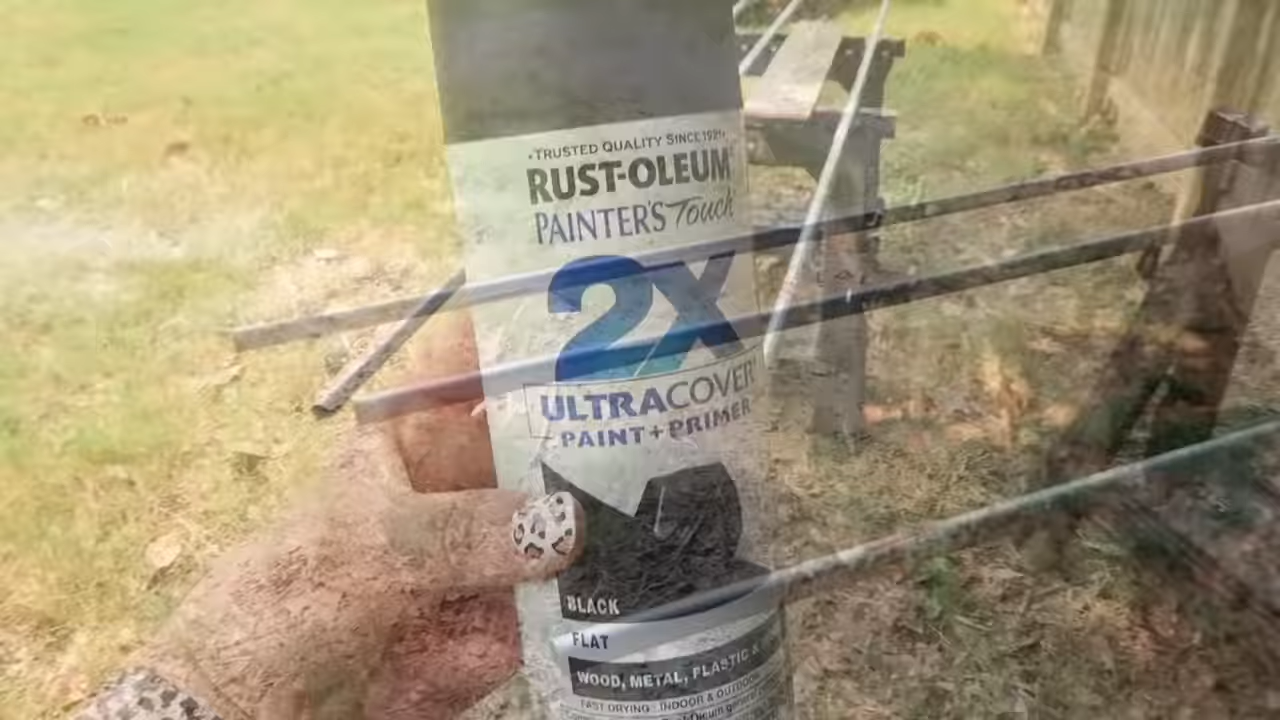 ·TRUSTED QUALITY SINCE 1921·
RUST-OLEUM
PAINTER'S Touch
2X
ULTRACOVER
PAINT+PRIMER
BLACK
FLAT
WOOD, METAL, PLASTIC &
FAST DRYING · INDOOR & OUTDOOR